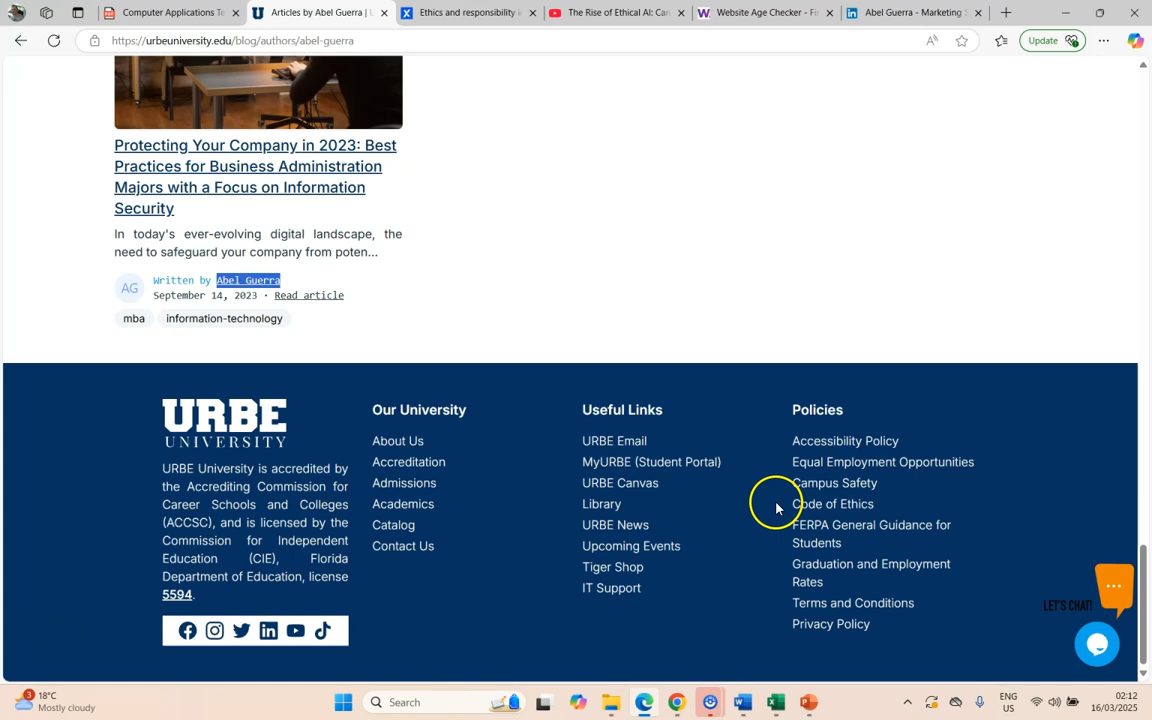 Computer Applications Te
Articles by Abel Guerra | U
Ethics and responsibility i
The Rise of Ethical AI: Can
Website Age Checker - Fi
Abel Guerra - Marketing S
https://urbeuniversity.edu/blog/authors/abel-guerra
Update
Protecting Your Company in 2023: Best
Practices for Business Administration
Majors with a Focus on Information
Security
In today's ever-evolving digital landscape, the
need to safeguard your company from poten...
AG
Written by Abel Guerra
September 14, 2023 · Read article
mba
information-technology
URBE
UNIVERSITY
URBE University is accredited by
the Accrediting Commission for
Career Schools and Colleges
(ACCSC), and is licensed by the
Commission for Independent
Education (CIE), Florida
Department of Education, license
5594.
Our University
About Us
Accreditation
Admissions
Academics
Catalog
Contact Us
Useful Links
URBE Email
MyURBE (Student Portal)
URBE Canvas
Library
URBE News
Upcoming Events
Tiger Shop
IT Support
Policies
Accessibility Policy
Equal Employment Opportunities
Campus Safety
Code of Ethics
FERPA General Guidance for
Students
Graduation and Employment
Rates
Terms and Conditions
Privacy Policy
LET'S CHAT!
3
18°C
Mostly cloudy
Search
ENG
US
02:12
16/03/2025